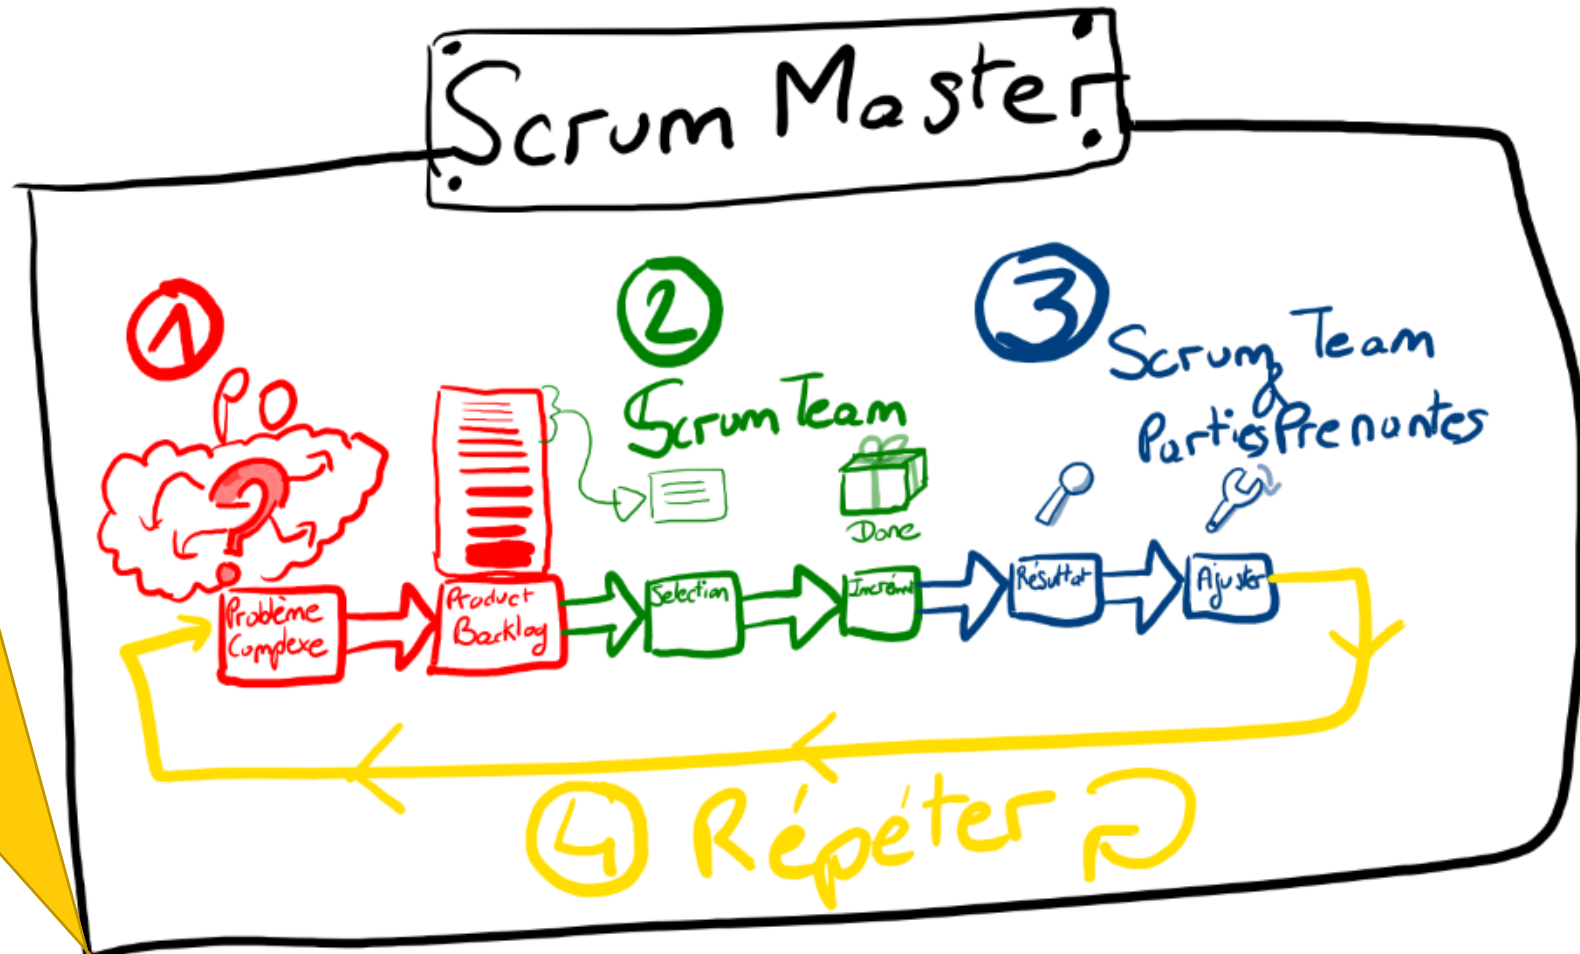 Scrum Master
1
PO
Problème
Complexe
Product
Backlog
2
Scrum Team
Selection
Done
Incrément
3
Scrum Team
&
Parties Prenantes
Résultat
Ajuster
4 Répéter